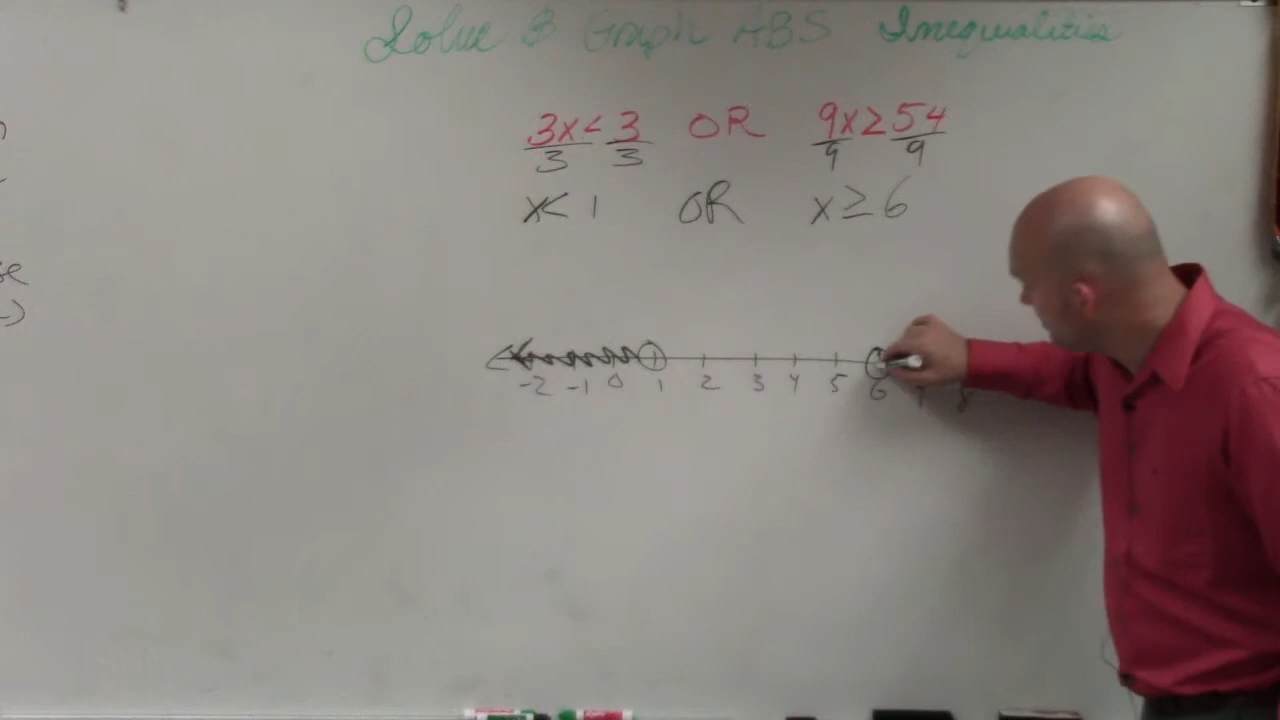 Solve & Graph ABS Inequalities
3x < 3 OR 9x ≥ 54
3 3 9 9
x < 1 OR x ≥ 6
-2 -1 0 1 2 3 4 5 6